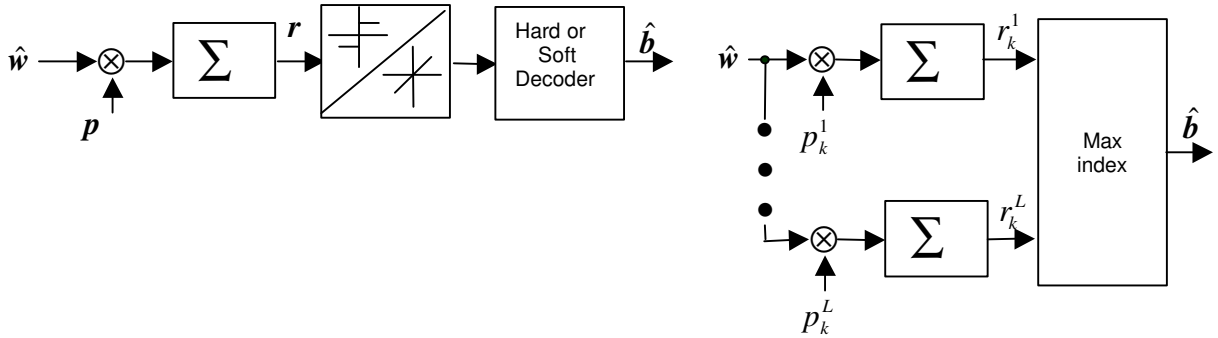 ŵ
p
Σ
r
Hard or
Soft
Decoder
b̂
ŵ
p_k^1
Σ
r_k^1
p_k^L
Σ
r_k^L
Max
index
b̂